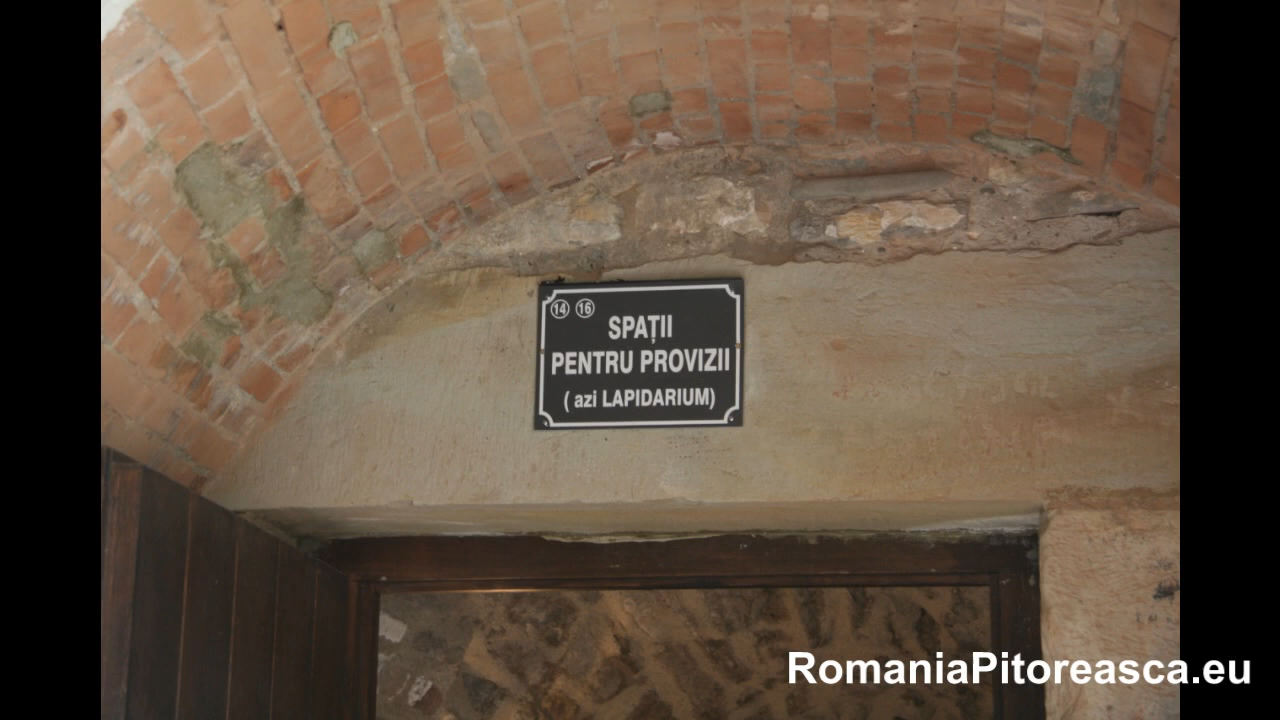 14 16
SPAȚII
PENTRU PROVIZII
( azi LAPIDARIUM)
RomaniaPitoreasca.eu